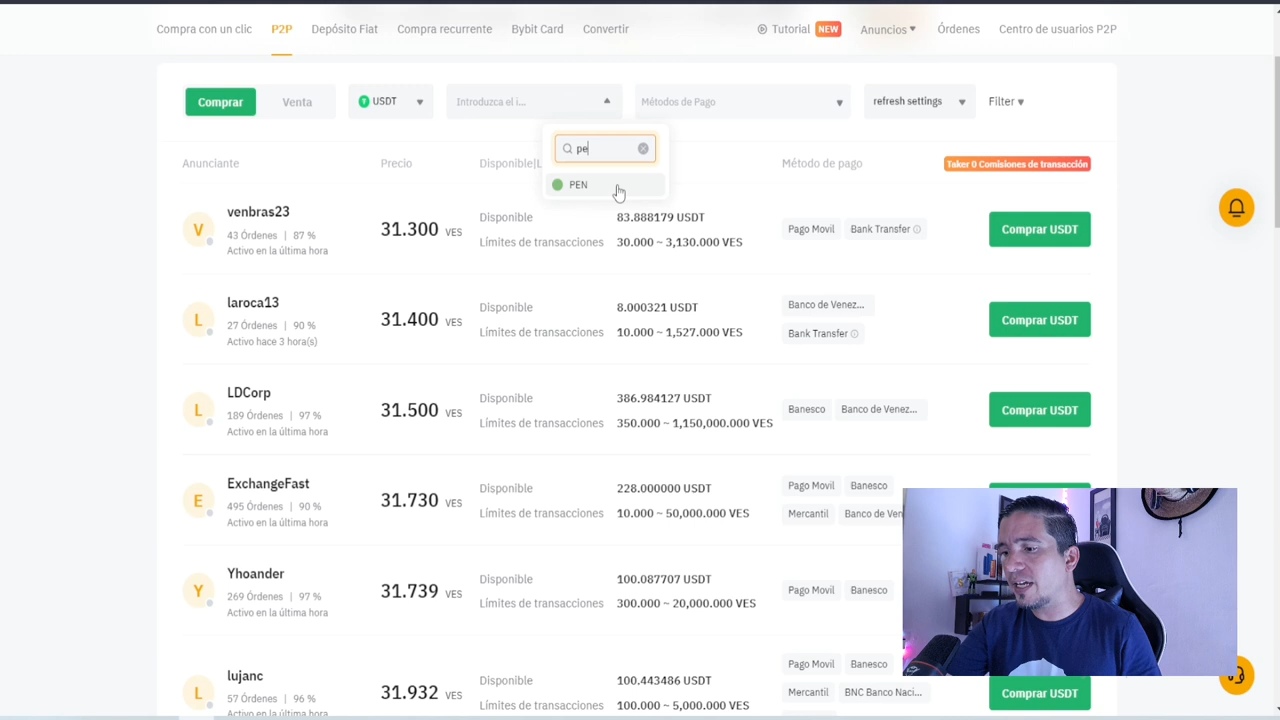 Compra con un clic P2P Depósito Fiat Compra recurrente Bybit Card Convertir Tutorial NEW Anuncios Órdenes Centro de usuarios P2P
Comprar Venta USDT Introduzca el i... Métodos de Pago refresh settings Filter
pe
PEN
Anunciante Precio Disponible|L Método de pago Taker 0 Comisiones de transacción
V venbras23
43 Órdenes | 87 %
Activo en la última hora
31.300 VES
Disponible 83.888179 USDT
Límites de transacciones 30.000 ~ 3,130.000 VES
Pago Movil Bank Transfer
Comprar USDT
L laroca13
27 Órdenes | 90 %
Activo hace 3 hora(s)
31.400 VES
Disponible 8.000321 USDT
Límites de transacciones 10.000 ~ 1,527.000 VES
Banco de Venez...
Bank Transfer
Comprar USDT
L LDCorp
189 Órdenes | 97 %
Activo en la última hora
31.500 VES
Disponible 386.984127 USDT
Límites de transacciones 350.000 ~ 1,150,000.000 VES
Banesco Banco de Venez...
Comprar USDT
E ExchangeFast
495 Órdenes | 90 %
Activo en la última hora
31.730 VES
Disponible 228.000000 USDT
Límites de transacciones 10.000 ~ 50,000.000 VES
Pago Movil Banesco
Mercantil Banco de Ven
Y Yhoander
269 Órdenes | 97 %
Activo en la última hora
31.739 VES
Disponible 100.087707 USDT
Límites de transacciones 300.000 ~ 20,000.000 VES
Pago Movil Banesco
L lujanc
57 Órdenes | 96 %
Activo en la última hora
31.932 VES
Disponible 100.443486 USDT
Límites de transacciones 100.000 ~ 5,000.000 VES
Pago Movil Banesco
Mercantil BNC Banco Naci...
Comprar USDT